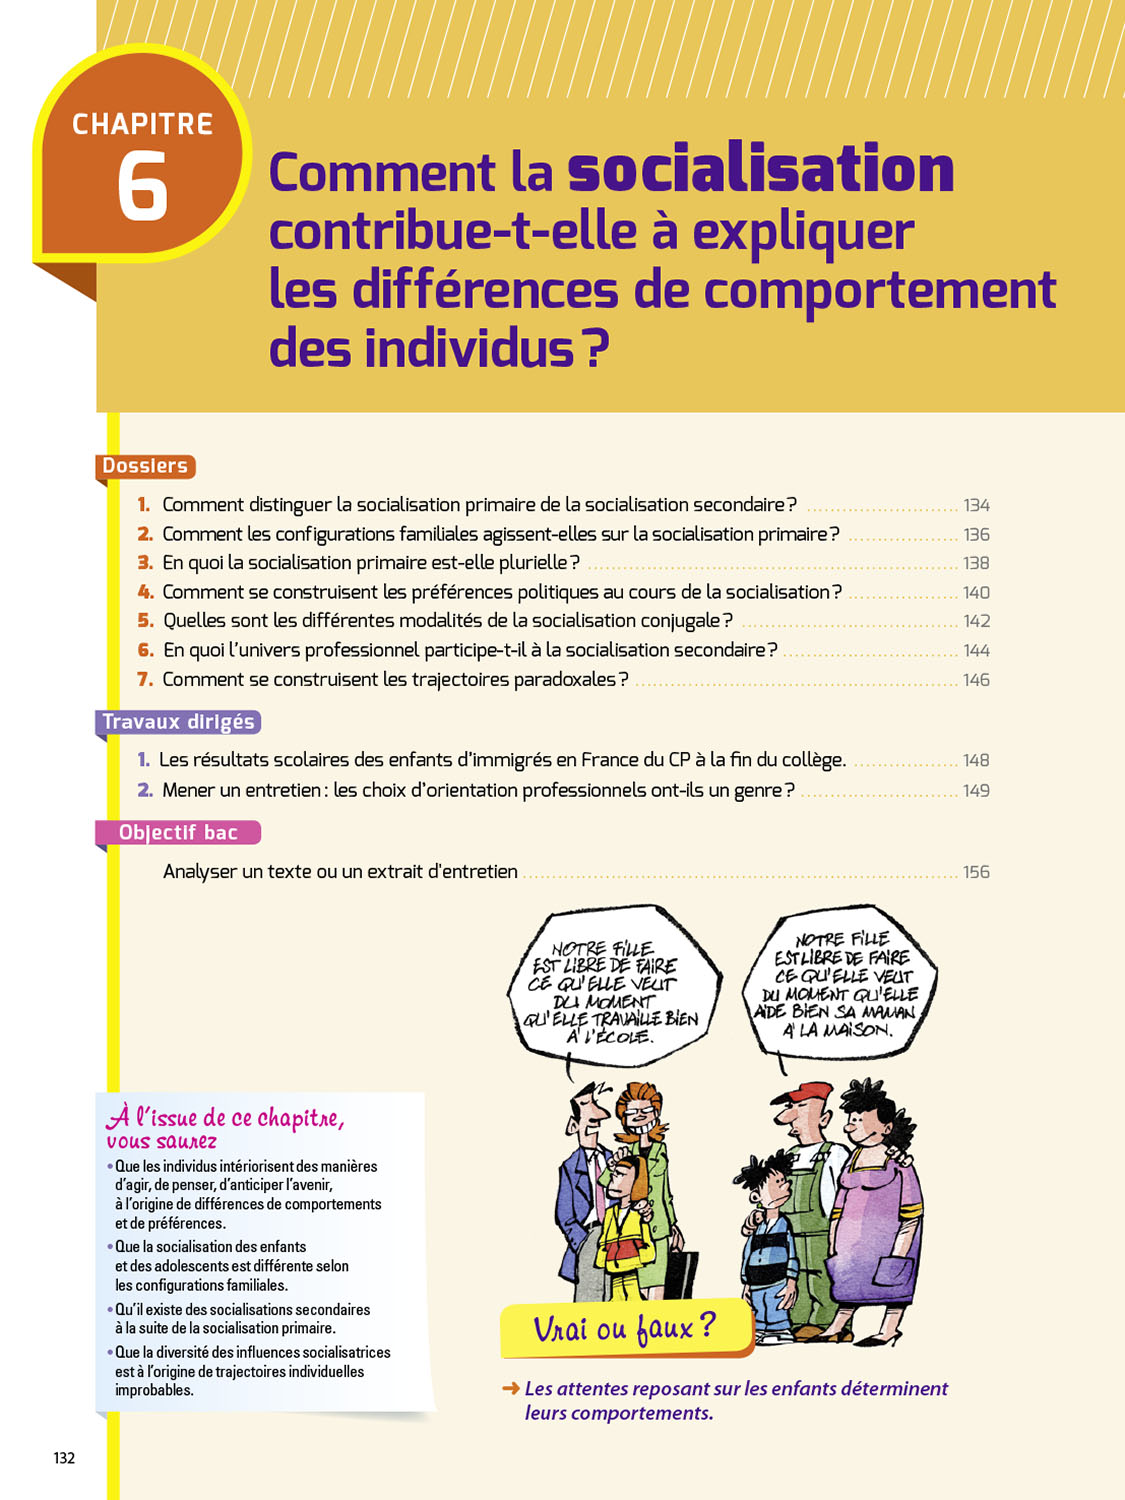 CHAPITRE
6
Comment la socialisation
contribue-t-elle à expliquer
les différences de comportement
des individus ?
Dossiers
1. Comment distinguer la socialisation primaire de la socialisation secondaire ? 134
2. Comment les configurations familiales agissent-elles sur la socialisation primaire ? 136
3. En quoi la socialisation primaire est-elle plurielle ? 138
4. Comment se construisent les préférences politiques au cours de la socialisation ? 140
5. Quelles sont les différentes modalités de la socialisation conjugale ? 142
6. En quoi l'univers professionnel participe-t-il à la socialisation secondaire ? 144
7. Comment se construisent les trajectoires paradoxales ? 146
Travaux dirigés
1. Les résultats scolaires des enfants d'immigrés en France du CP à la fin du collège. 148
2. Mener un entretien : les choix d'orientation professionnels ont-ils un genre ? 149
Objectif bac
Analyser un texte ou un extrait d'entretien 156
NOTRE FILLE
EST LIBRE DE FAIRE
CE QU'ELLE VEUT
DU MOMENT
QU'ELLE TRAVAILLE BIEN
À L'ÉCOLE.
NOTRE FILLE
EST LIBRE DE FAIRE
CE QU'ELLE VEUT
DU MOMENT QU'ELLE
AIDE BIEN SA MAMAN
À LA MAISON.
À l'issue de ce chapitre,
vous saurez
• Que les individus intériorisent des manières
d'agir, de penser, d'anticiper l'avenir,
à l'origine de différences de comportements
et de préférences.
• Que la socialisation des enfants
et des adolescents est différente selon
les configurations familiales.
• Qu'il existe des socialisations secondaires
à la suite de la socialisation primaire.
• Que la diversité des influences socialisatrices
est à l'origine de trajectoires individuelles
improbables.
Vrai ou faux ?
➜ Les attentes reposant sur les enfants déterminent
leurs comportements.
132